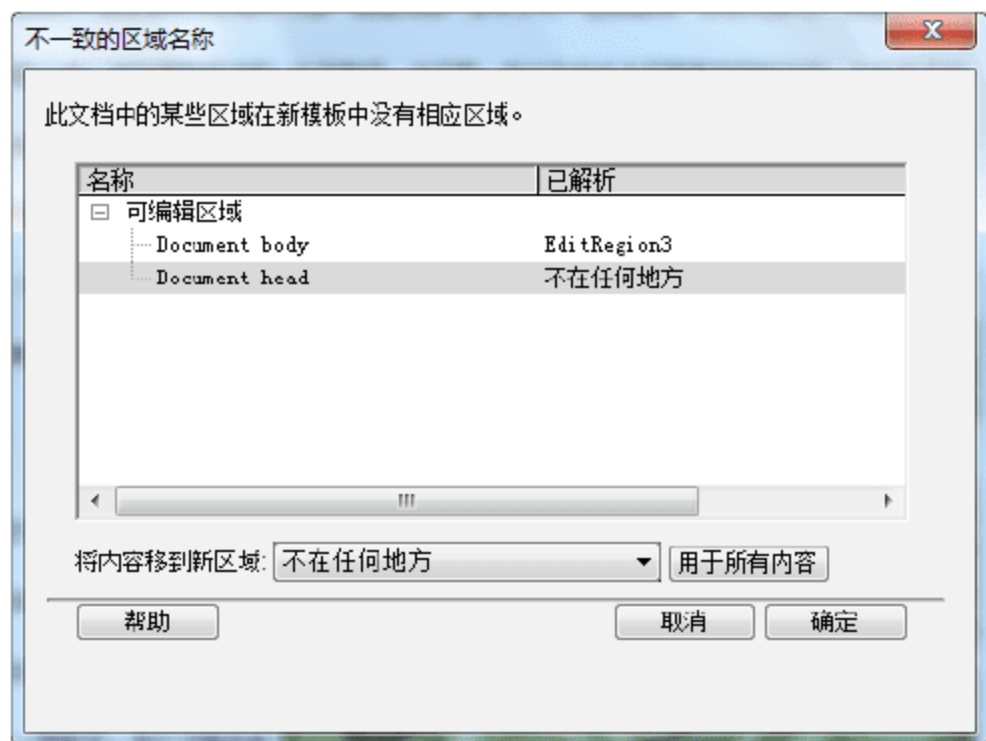 不一致的区域名称
此文档中的某些区域在新模板中没有相应区域。
名称 已解析
可编辑区域
Document body EditRegion3
Document head 不在任何地方
将内容移到新区域: 不在任何地方 用于所有内容
帮助 取消 确定